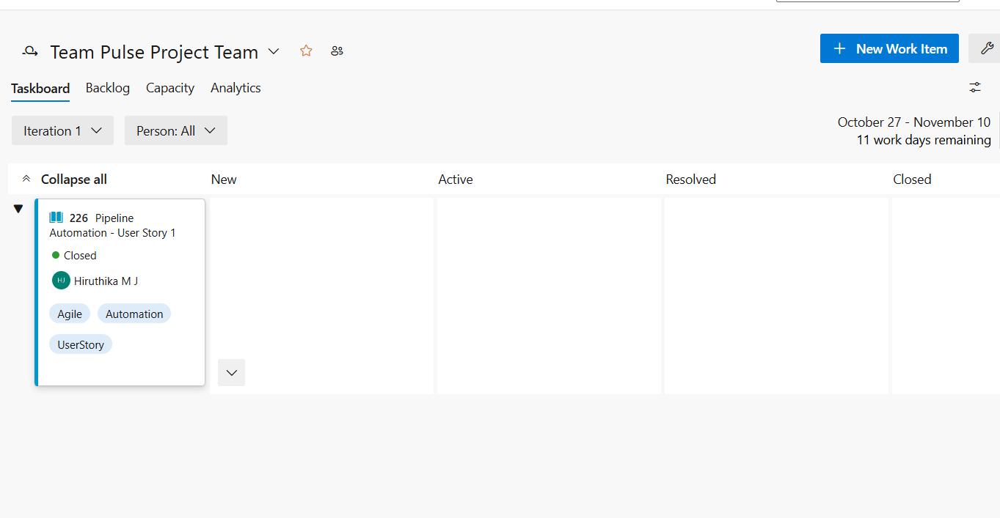 Team Pulse Project Team
New Work Item
Taskboard Backlog Capacity Analytics
Iteration 1 Person: All
October 27 - November 10
11 work days remaining
Collapse all New Active Resolved Closed
226 Pipeline
Automation - User Story 1
Closed
HJ Hiruthika M J
Agile Automation
UserStory